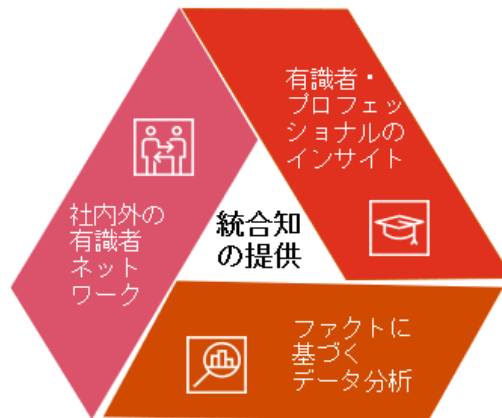 有識者・
プロフェッ
ショナルの
インサイト
社内外の
有識者
ネット
ワーク
統合知
の提供
ファクトに
基づく
データ分析